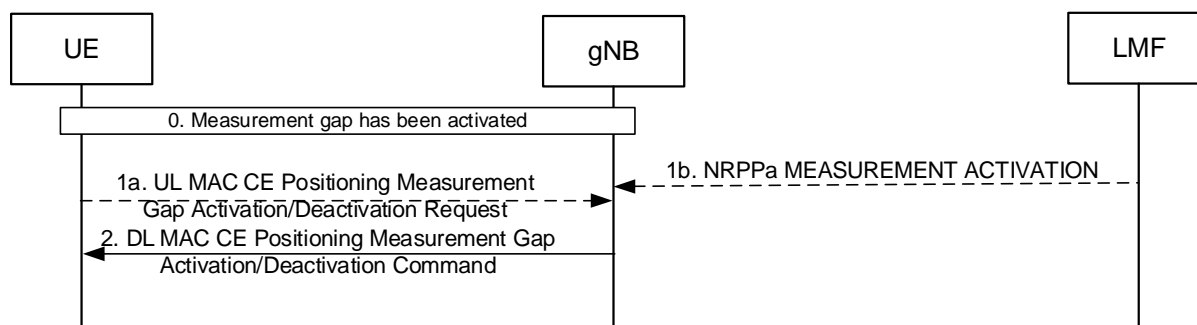 UE
gNB
LMF
0. Measurement gap has been activated
1a. UL MAC CE Positioning Measurement
Gap Activation/Deactivation Request
1b. NRPPa MEASUREMENT ACTIVATION
2. DL MAC CE Positioning Measurement Gap
Activation/Deactivation Command